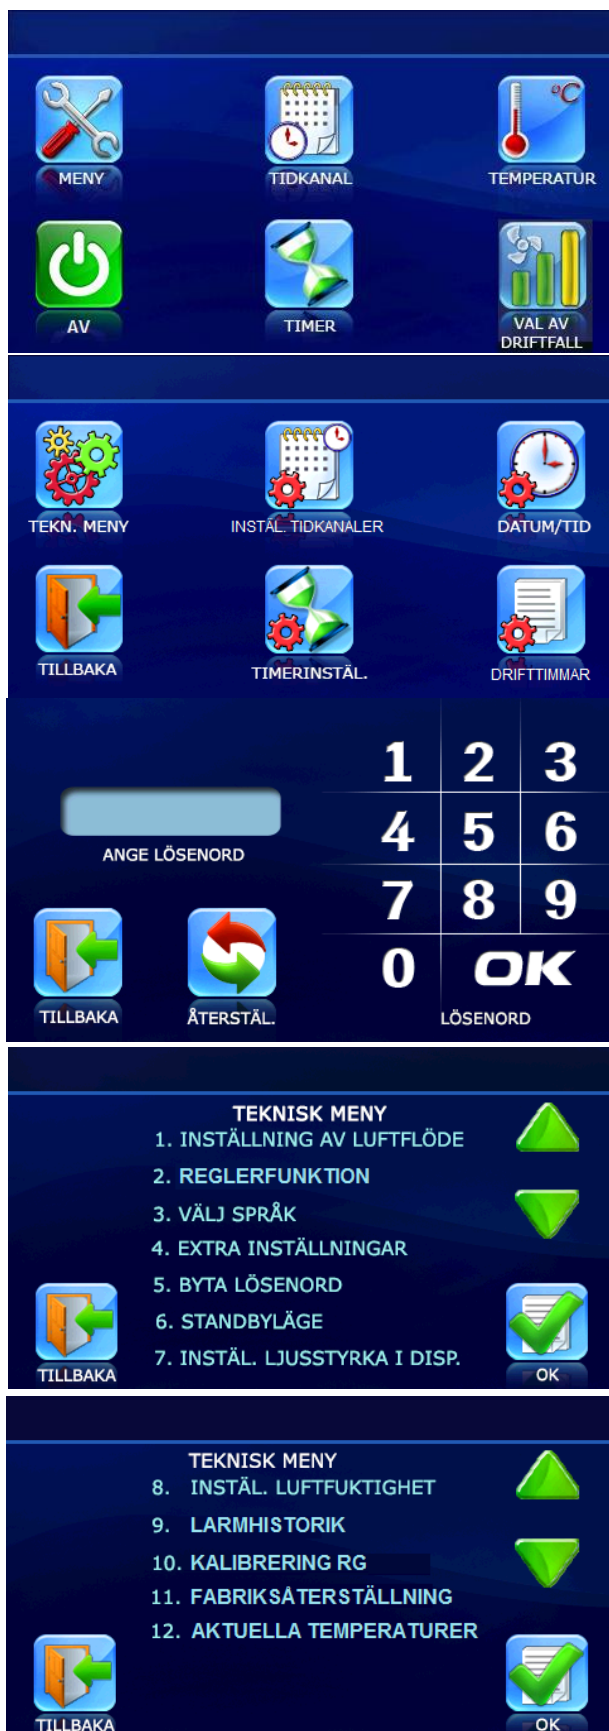 °C
MENY
TIDKANAL
TEMPERATUR
AV
TIMER
VAL AV
DRIFTFALL
TEKN. MENY
INSTÄL. TIDKANALER
DATUM/TID
TILLBAKA
TIMERINSTÄL.
DRIFTTIMMAR
1 2 3
4 5 6
7 8 9
0 OK
ANGE LÖSENORD
TILLBAKA
ÅTERSTÄL.
LÖSENORD
TEKNISK MENY
1. INSTÄLLNING AV LUFTFLÖDE
2. REGLERFUNKTION
3. VÄLJ SPRÅK
4. EXTRA INSTÄLLNINGAR
5. BYTA LÖSENORD
6. STANDBYLÄGE
7. INSTÄL. LJUSSTYRKA I DISP.
TILLBAKA
OK
TEKNISK MENY
8. INSTÄL. LUFTFUKTIGHET
9. LARMHISTORIK
10. KALIBRERING RG
11. FABRIKSÅTERSTÄLLNING
12. AKTUELLA TEMPERATURER
TILLBAKA
OK